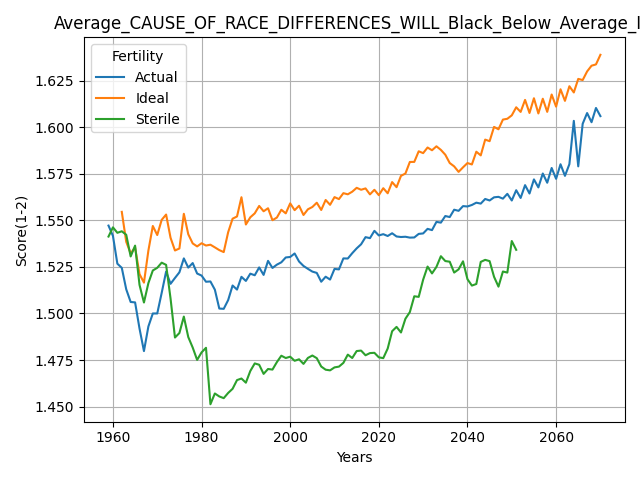 Average_CAUSE_OF_RACE_DIFFERENCES_WILL_Black_Below_Average_I
Fertility
Actual
Ideal
Sterile
Score(1-2)
1.625
1.600
1.575
1.550
1.525
1.500
1.475
1.450
1960 1980 2000 2020 2040 2060
Years